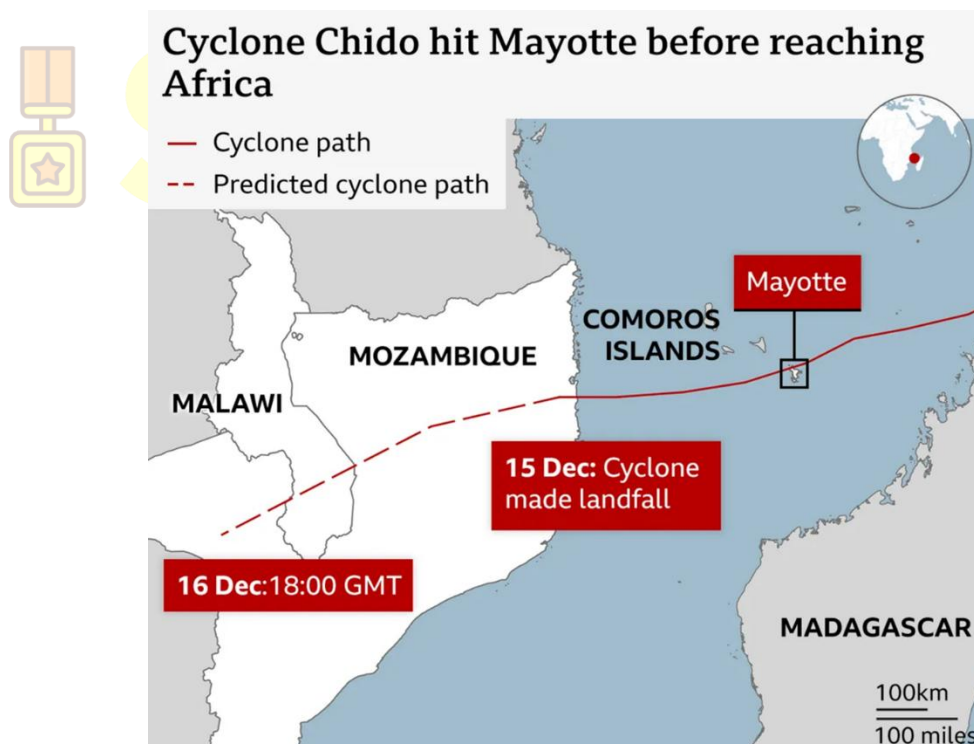 Cyclone Chido hit Mayotte before reaching
Africa
Cyclone path
Predicted cyclone path
Mayotte
COMOROS
ISLANDS
MOZAMBIQUE
MALAWI
15 Dec: Cyclone
made landfall
16 Dec:18:00 GMT
MADAGASCAR
100km
100 miles